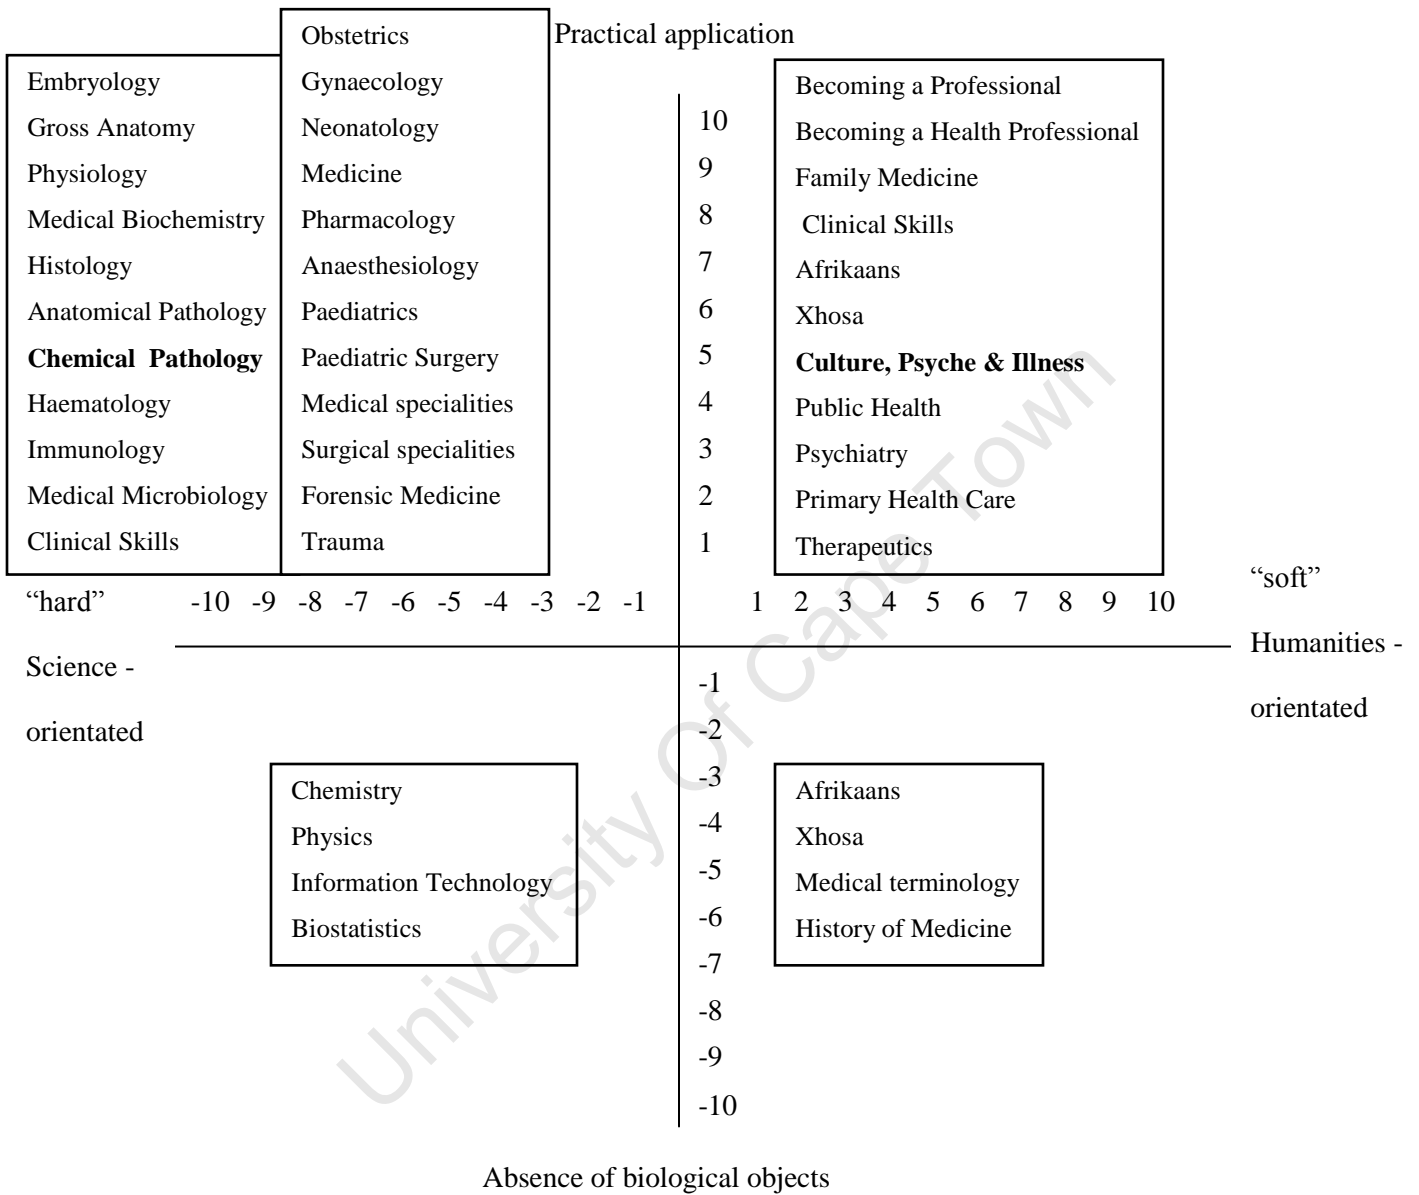 Practical application
Embryology
Gross Anatomy
Physiology
Medical Biochemistry
Histology
Anatomical Pathology
Chemical Pathology
Haematology
Immunology
Medical Microbiology
Clinical Skills
Obstetrics
Gynaecology
Neonatology
Medicine
Pharmacology
Anaesthesiology
Paediatrics
Paediatric Surgery
Medical specialities
Surgical specialities
Forensic Medicine
Trauma
10
9
8
7
6
5
4
3
2
1
Becoming a Professional
Becoming a Health Professional
Family Medicine
Clinical Skills
Afrikaans
Xhosa
Culture, Psyche & Illness
Public Health
Psychiatry
Primary Health Care
Therapeutics
“hard”
Science -
orientated
-10 -9 -8 -7 -6 -5 -4 -3 -2 -1 1 2 3 4 5 6 7 8 9 10
“soft”
Humanities -
orientated
-1
-2
-3
-4
-5
-6
-7
-8
-9
-10
Chemistry
Physics
Information Technology
Biostatistics
Afrikaans
Xhosa
Medical terminology
History of Medicine
Absence of biological objects
University Of Cape Town